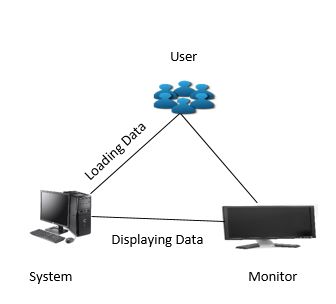 User
Loading Data
Displaying Data
System
Monitor